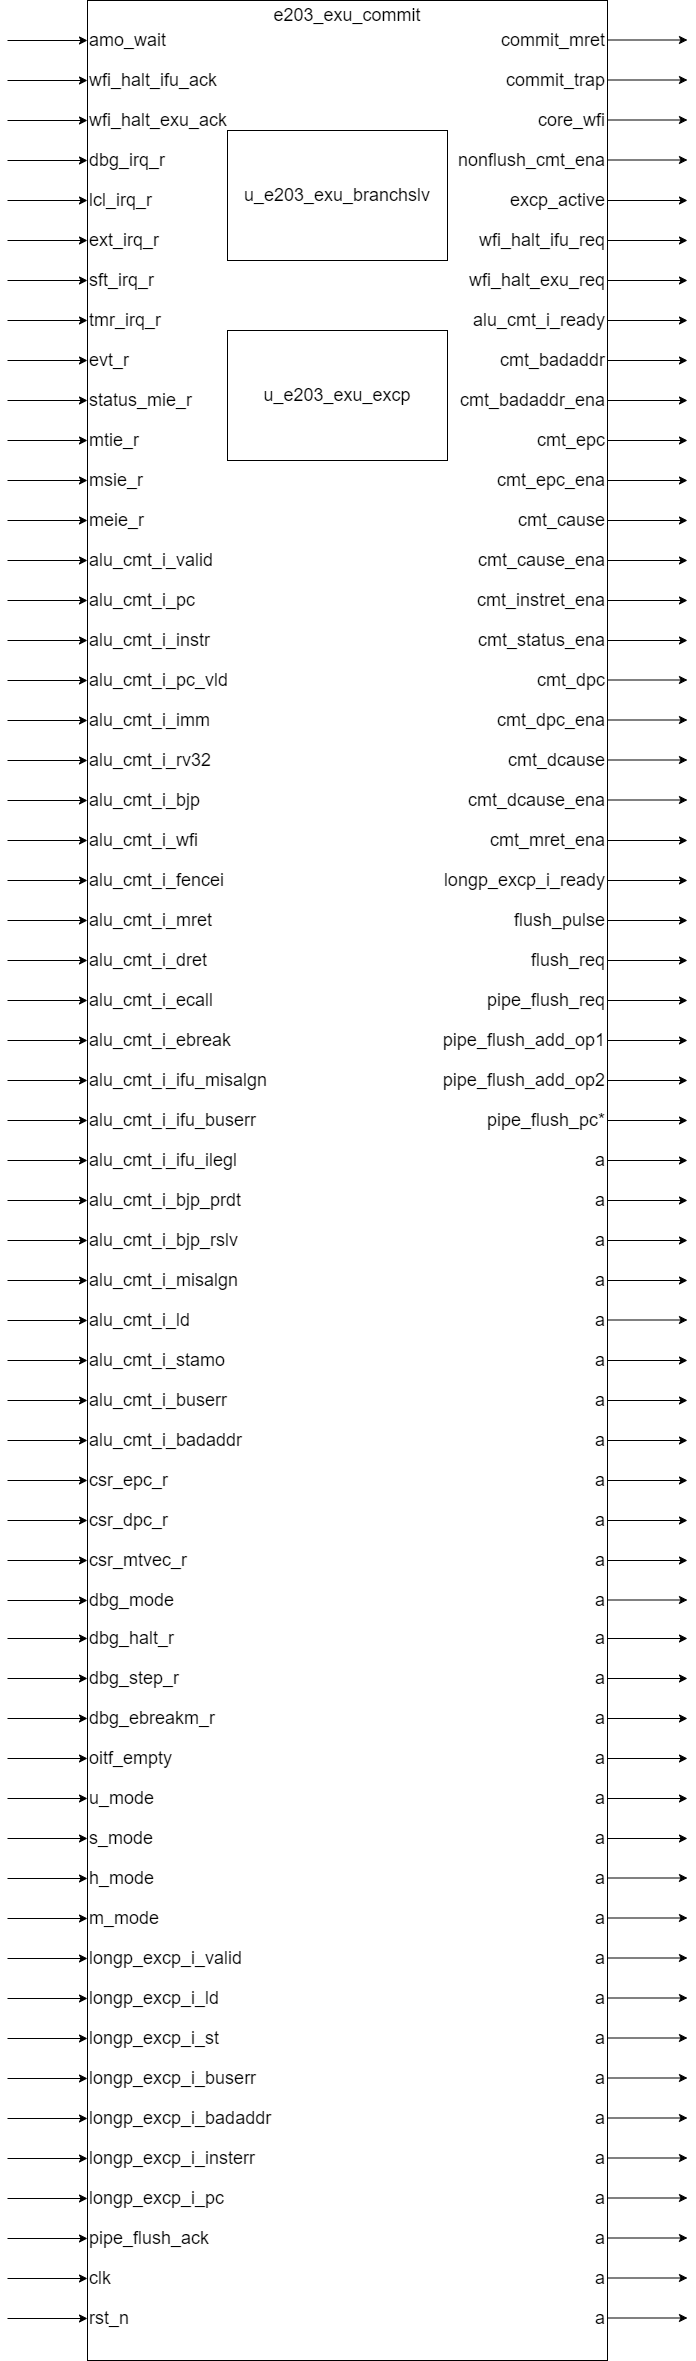 e203_exu_commit
amo_wait commit_mret
wfi_halt_ifu_ack commit_trap
wfi_halt_exu_ack core_wfi
dbg_irq_r nonflush_cmt_ena
u_e203_exu_branchslv
lcl_irq_r excp_active
ext_irq_r wfi_halt_ifu_req
sft_irq_r wfi_halt_exu_req
tmr_irq_r alu_cmt_i_ready
evt_r cmt_badaddr
u_e203_exu_excp
status_mie_r cmt_badaddr_ena
mtie_r cmt_epc
msie_r cmt_epc_ena
meie_r cmt_cause
alu_cmt_i_valid cmt_cause_ena
alu_cmt_i_pc cmt_instret_ena
alu_cmt_i_instr cmt_status_ena
alu_cmt_i_pc_vld cmt_dpc
alu_cmt_i_imm cmt_dpc_ena
alu_cmt_i_rv32 cmt_dcause
alu_cmt_i_bjp cmt_dcause_ena
alu_cmt_i_wfi cmt_mret_ena
alu_cmt_i_fencei longp_excp_i_ready
alu_cmt_i_mret flush_pulse
alu_cmt_i_dret flush_req
alu_cmt_i_ecall pipe_flush_req
alu_cmt_i_ebreak pipe_flush_add_op1
alu_cmt_i_ifu_misalgn pipe_flush_add_op2
alu_cmt_i_ifu_buserr pipe_flush_pc*
alu_cmt_i_ifu_ilegl a
alu_cmt_i_bjp_prdt a
alu_cmt_i_bjp_rslv a
alu_cmt_i_misalgn a
alu_cmt_i_ld a
alu_cmt_i_stamo a
alu_cmt_i_buserr a
alu_cmt_i_badaddr a
csr_epc_r a
csr_dpc_r a
csr_mtvec_r a
dbg_mode a
dbg_halt_r a
dbg_step_r a
dbg_ebreakm_r a
oitf_empty a
u_mode a
s_mode a
h_mode a
m_mode a
longp_excp_i_valid a
longp_excp_i_ld a
longp_excp_i_st a
longp_excp_i_buserr a
longp_excp_i_badaddr a
longp_excp_i_insterr a
longp_excp_i_pc a
pipe_flush_ack a
clk a
rst_n a